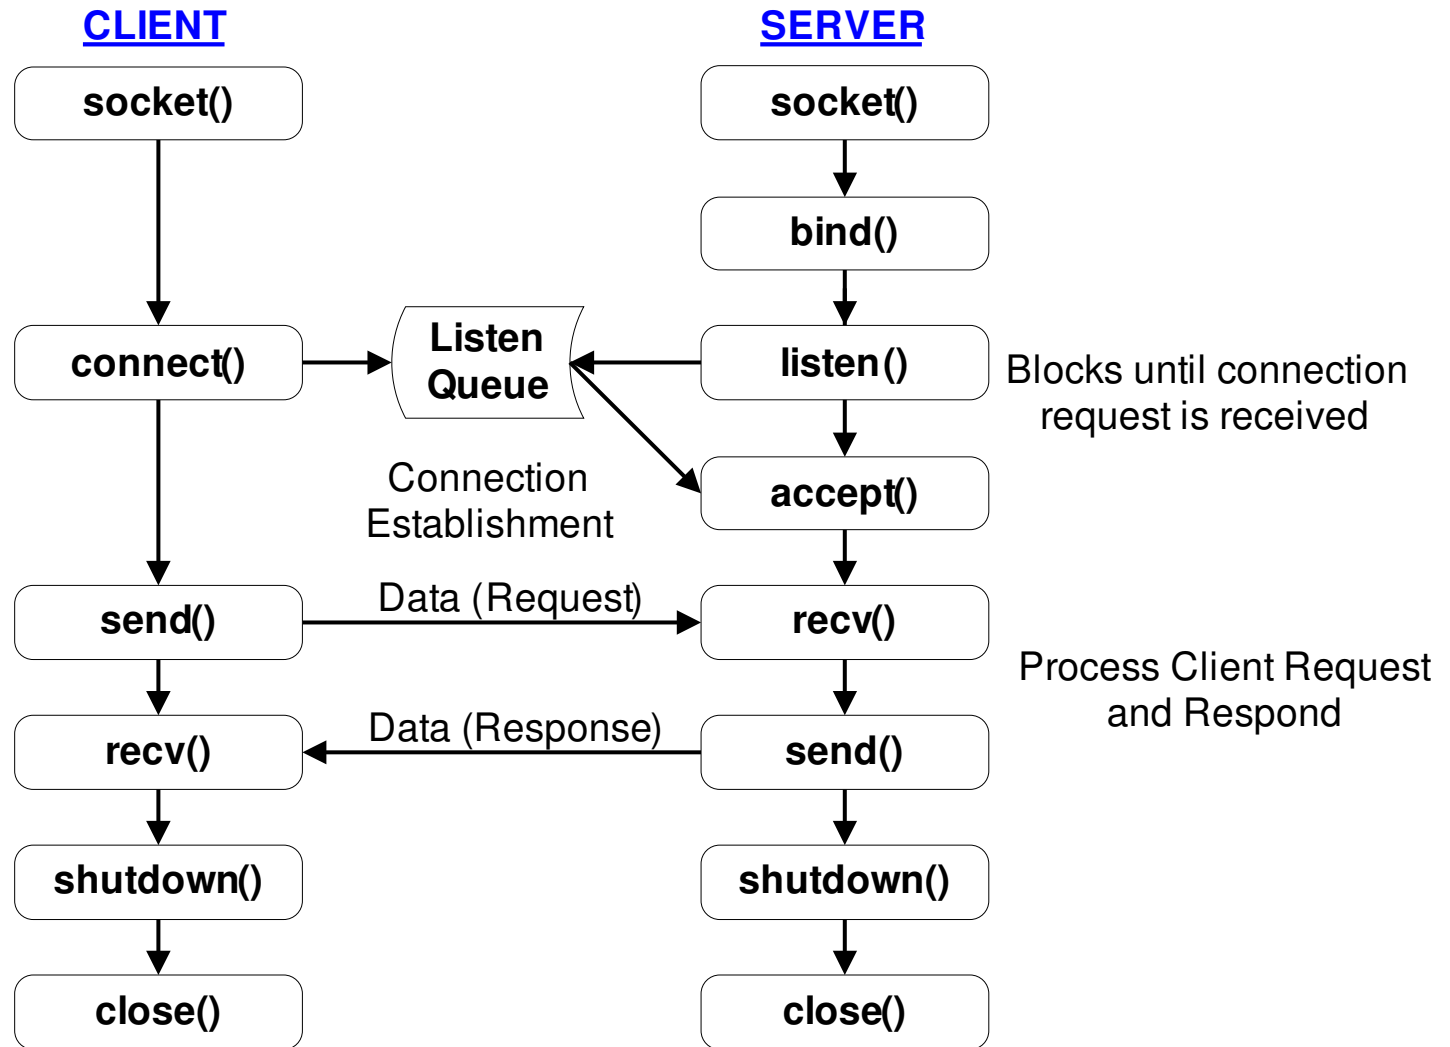 CLIENT
SERVER
socket()
socket()
bind()
connect()
Listen
Queue
listen()
Blocks until connection
request is received
Connection
Establishment
accept()
send()
Data (Request)
recv()
Process Client Request
and Respond
recv()
Data (Response)
send()
shutdown()
shutdown()
close()
close()